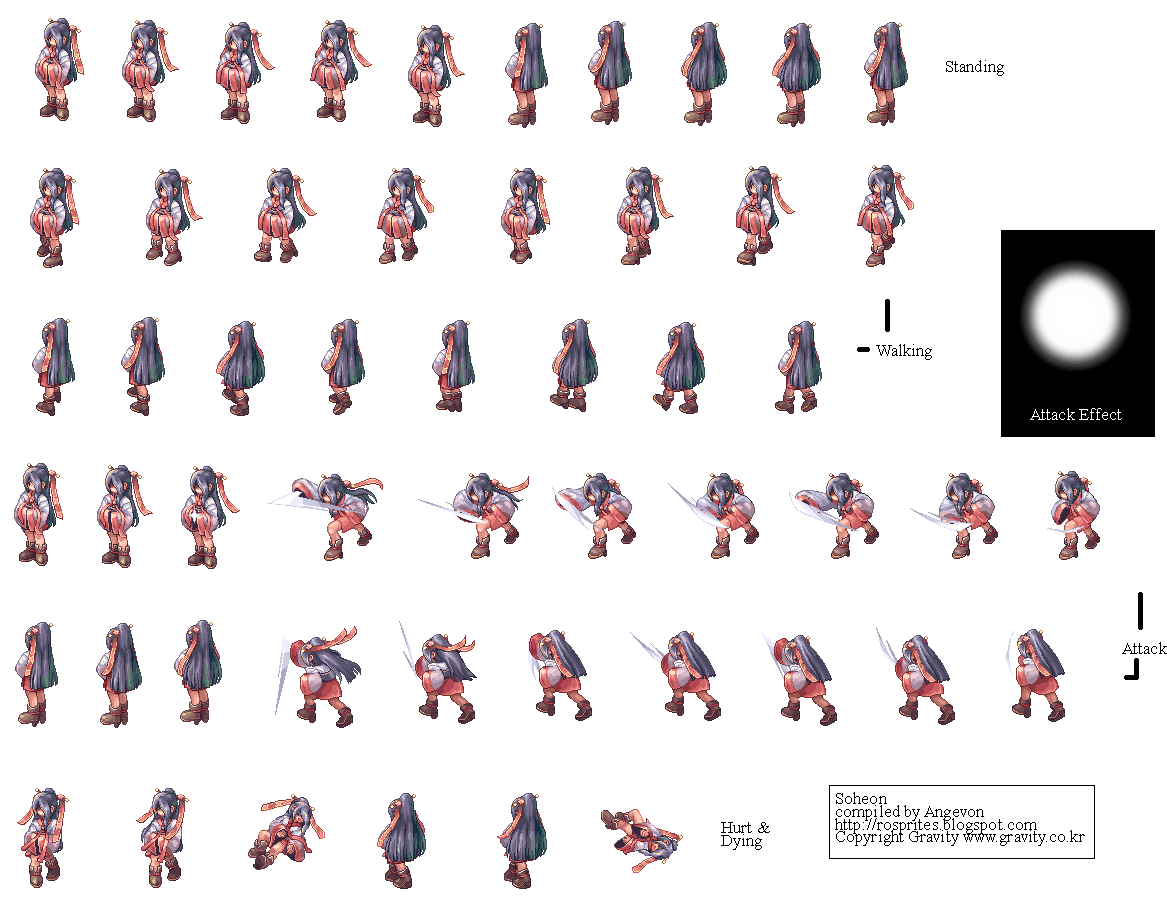 Standing
Walking
Attack Effect
Attack
Hurt &
Dying
Soheon
compiled by Angevon
http://rosprites.blogspot.com
Copyright Gravity www.gravity.co.kr